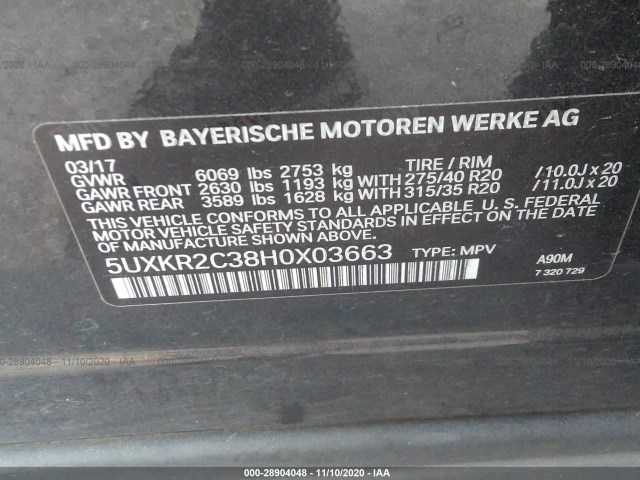 MFD BY BAYERISCHE MOTOREN WERKE AG
03/17 TIRE / RIM
GVWR 6069 lbs 2753 kg
GAWR FRONT 2630 lbs 1193 kg WITH 275/40 R20 /10.0J x 20
GAWR REAR 3589 lbs 1628 kg WITH 315/35 R20 /11.0J x 20
THIS VEHICLE CONFORMS TO ALL APPLICABLE U. S. FEDERAL
MOTOR VEHICLE SAFETY STANDARDS IN EFFECT ON THE DATE
OF MANUFACTURE SHOWN ABOVE.
5UXKR2C38H0X03663 TYPE: MPV A90M
7 320 729
000-28904048 - 11/10/2020 - IAA